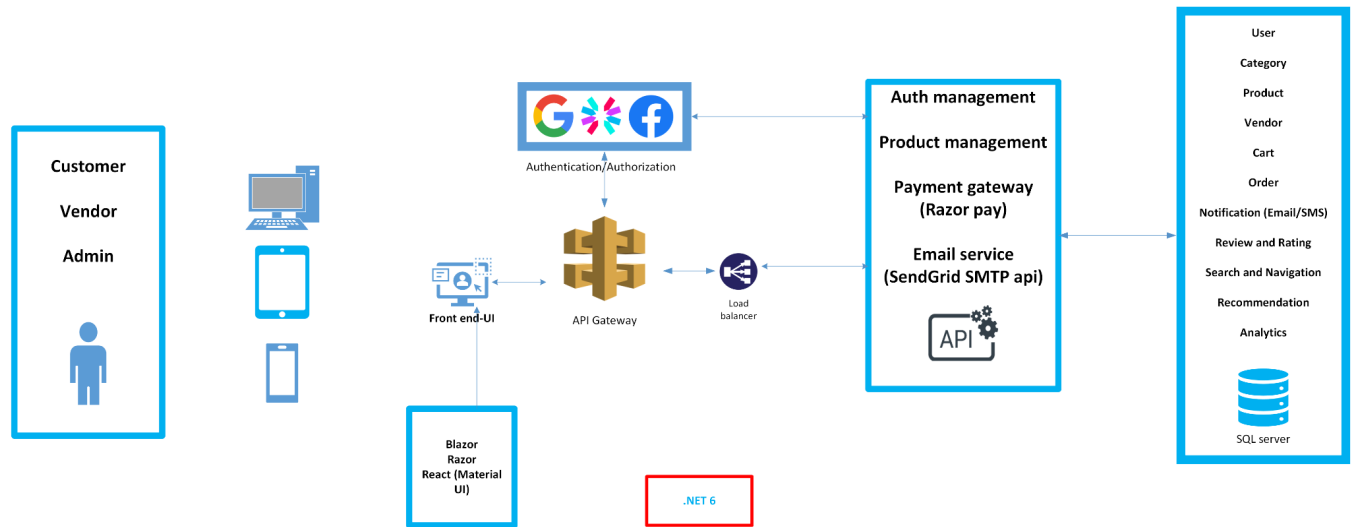 Customer
Vendor
Admin
Front end-UI
Blazor
Razor
React (Material
UI)
Authentication/Authorization
API Gateway
Load
balancer
.NET 6
Auth management
Product management
Payment gateway
(Razor pay)
Email service
(SendGrid SMTP api)
API
User
Category
Product
Vendor
Cart
Order
Notification (Email/SMS)
Review and Rating
Search and Navigation
Recommendation
Analytics
SQL server